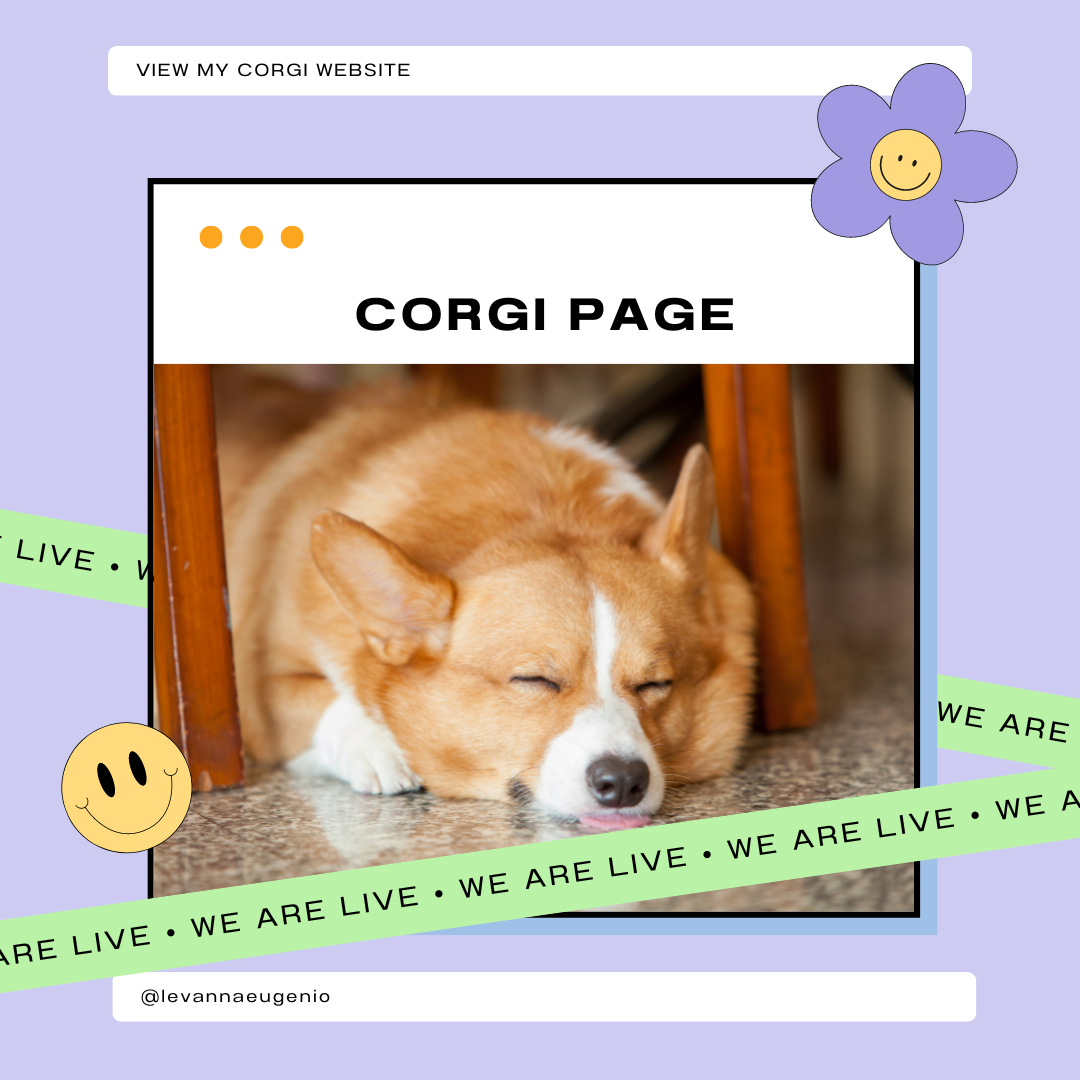 VIEW MY CORGI WEBSITE
CORGI PAGE
LIVE •
WE ARE
ARE LIVE • WE ARE LIVE • WE ARE LIVE • WE ARE LIVE • WE A
@levannaeugenio